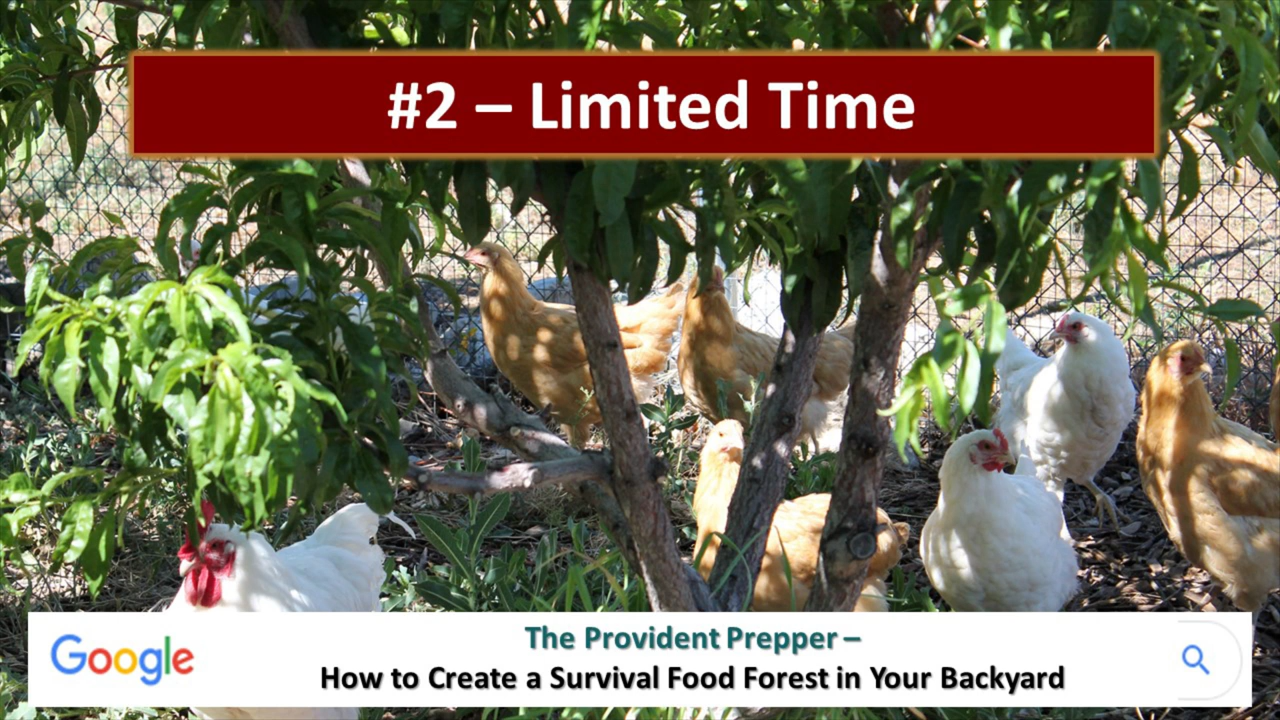 #2 – Limited Time
Google
The Provident Prepper –
How to Create a Survival Food Forest in Your Backyard